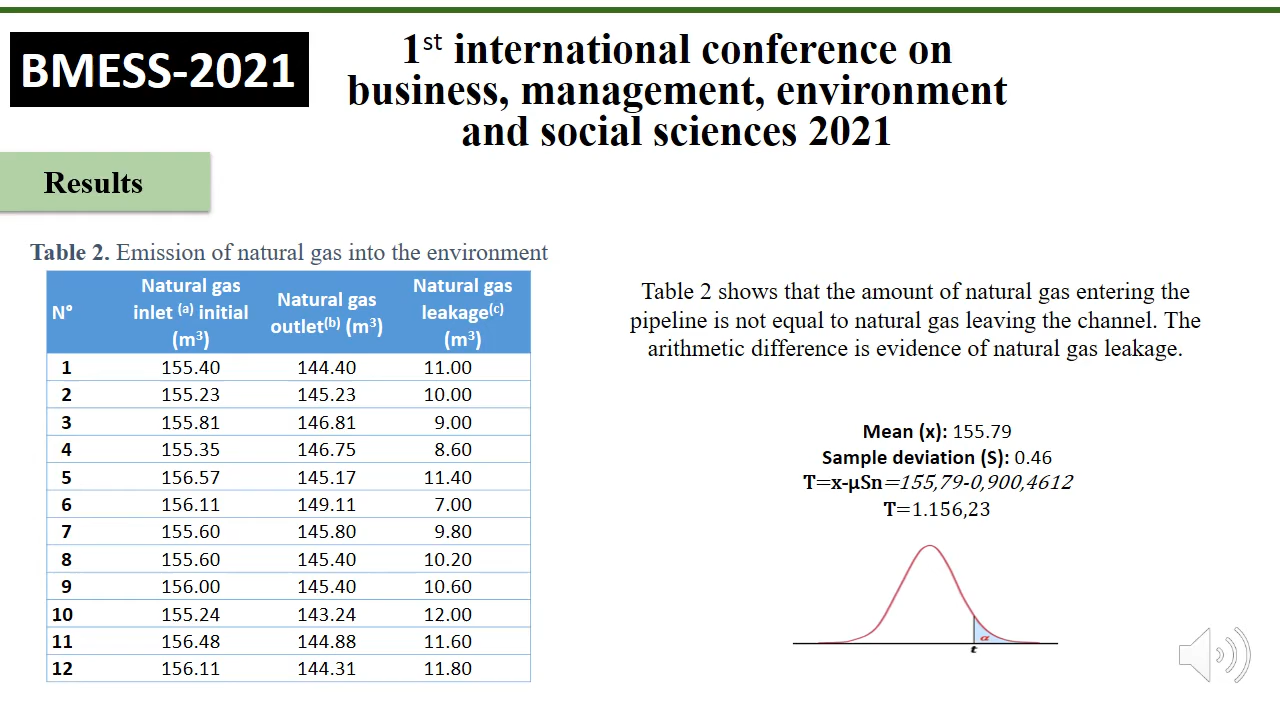 BMESS-2021
1st international conference on
business, management, environment
and social sciences 2021
Results
Table 2. Emission of natural gas into the environment
N° Natural gas inlet (a) initial (m³) Natural gas outlet(b) (m³) Natural gas leakage(c) (m³)
1 155.40 144.40 11.00
2 155.23 145.23 10.00
3 155.81 146.81 9.00
4 155.35 146.75 8.60
5 156.57 145.17 11.40
6 156.11 149.11 7.00
7 155.60 145.80 9.80
8 155.60 145.40 10.20
9 156.00 145.40 10.60
10 155.24 143.24 12.00
11 156.48 144.88 11.60
12 156.11 144.31 11.80
Table 2 shows that the amount of natural gas entering the
pipeline is not equal to natural gas leaving the channel. The
arithmetic difference is evidence of natural gas leakage.
Mean (x): 155.79
Sample deviation (S): 0.46
T=x-μSn=155,79-0,900,4612
T=1.156,23
α
t